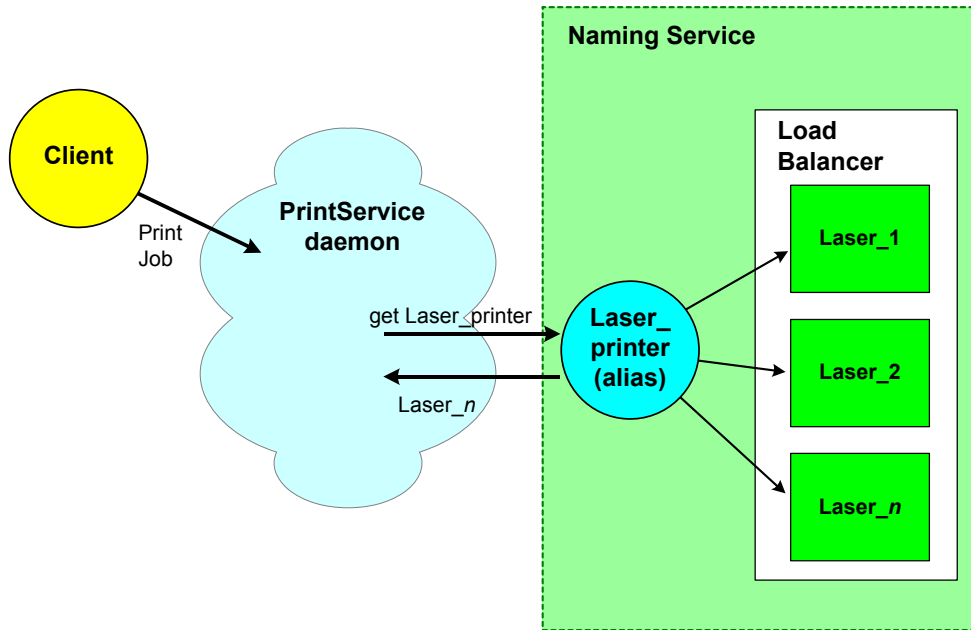 Naming Service
Client
Print
Job
PrintService
daemon
get Laser_printer
Laser_n
Laser_
printer
(alias)
Load
Balancer
Laser_1
Laser_2
Laser_n